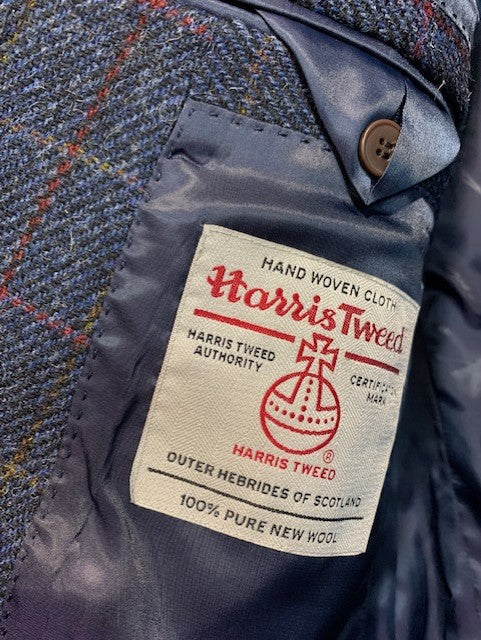 HAND WOVEN CLOTH
Harris Tweed
HARRIS TWEED
AUTHORITY
CERTIFICATION
MARK
®
HARRIS TWEED
OUTER HEBRIDES OF SCOTLAND
100% PURE NEW WOOL